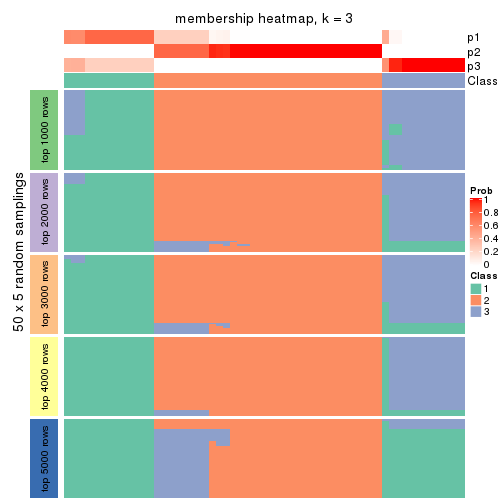 membership heatmap, k = 3
p1
p2
p3
Class
50 x 5 random samplings
top 1000 rows
top 2000 rows
top 3000 rows
top 4000 rows
top 5000 rows
Prob
1
0.8
0.6
0.4
0.2
0
Class
1
2
3